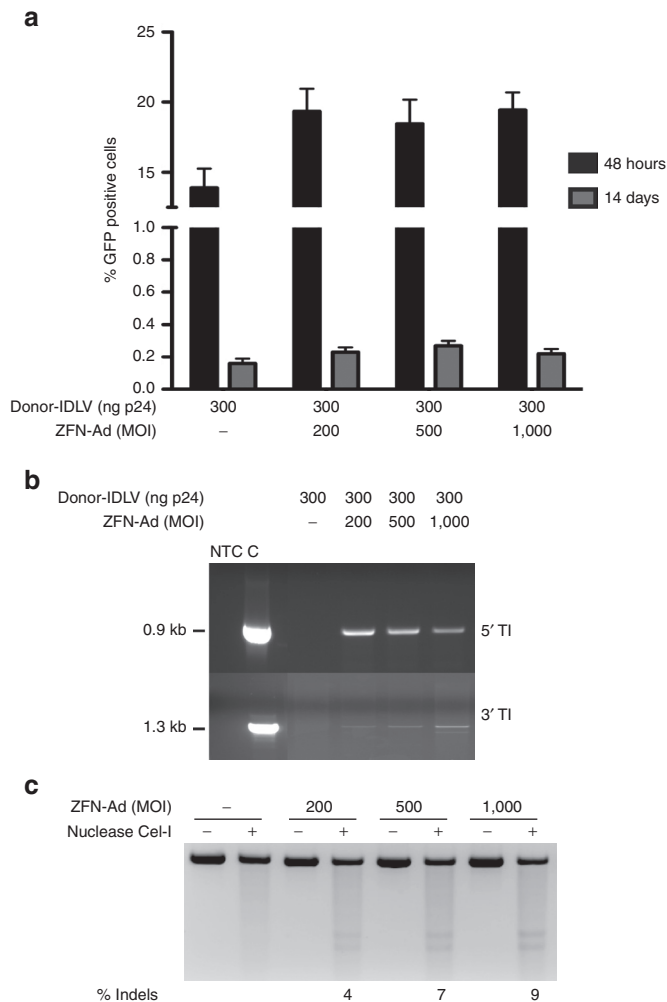 a
25
20
15
1.0
0.8
0.6
0.4
0.2
0.0
% GFP positive cells
48 hours
14 days
Donor-IDLV (ng p24) 300 300 300 300
ZFN-Ad (MOI) – 200 500 1,000
b
Donor-IDLV (ng p24) 300 300 300 300
ZFN-Ad (MOI) – 200 500 1,000
NTC C
0.9 kb 5′ TI
3′ TI
1.3 kb
c
ZFN-Ad (MOI) – 200 500 1,000
Nuclease Cel-I – + – + – + – +
% Indels 4 7 9